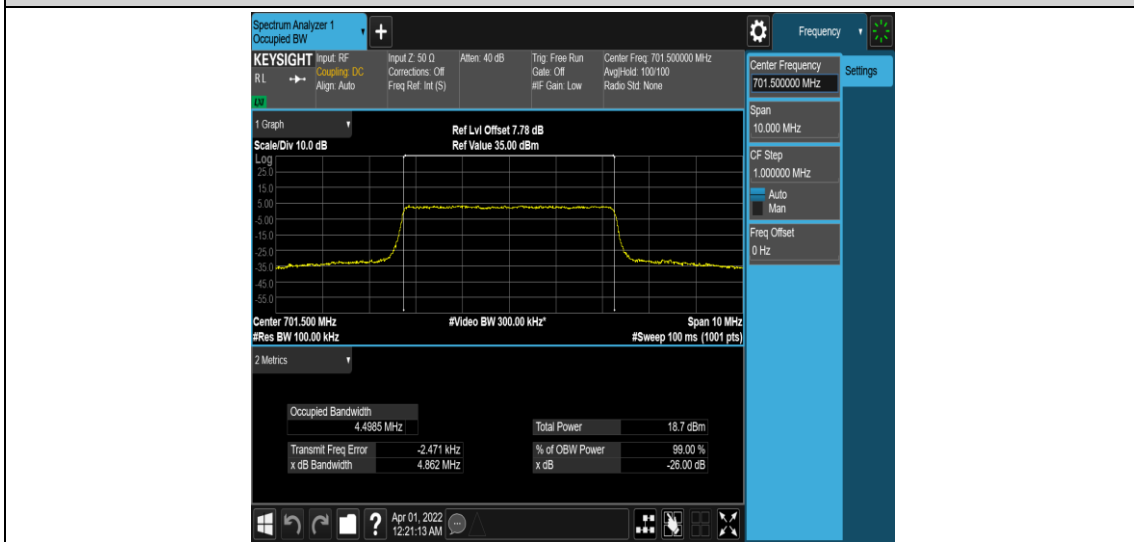 Spectrum Analyzer 1
Occupied BW
+
Frequency
KEYSIGHT
RL
LXI
Input: RF
Coupling: DC
Align: Auto
Input Z: 50 Ω
Corrections: Off
Freq Ref: Int (S)
Atten: 40 dB
Trig: Free Run
Gate: Off
#IF Gain: Low
Center Freq: 701.500000 MHz
Avg|Hold: 100/100
Radio Std: None
Center Frequency
701.500000 MHz
Settings
Span
10.000 MHz
CF Step
1.000000 MHz
Auto
Man
Freq Offset
0 Hz
1 Graph
Scale/Div 10.0 dB
Ref Lvl Offset 7.78 dB
Ref Value 35.00 dBm
Log
25.0
15.0
5.00
-5.00
-15.0
-25.0
-35.0
-45.0
-55.0
Center 701.500 MHz
#Video BW 300.00 kHz*
Span 10 MHz
#Res BW 100.00 kHz
#Sweep 100 ms (1001 pts)
2 Metrics
Occupied Bandwidth
4.4985 MHz
Total Power 18.7 dBm
Transmit Freq Error -2.471 kHz
% of OBW Power 99.00 %
x dB Bandwidth 4.862 MHz
x dB -26.00 dB
?
Apr 01, 2022
12:21:13 AM